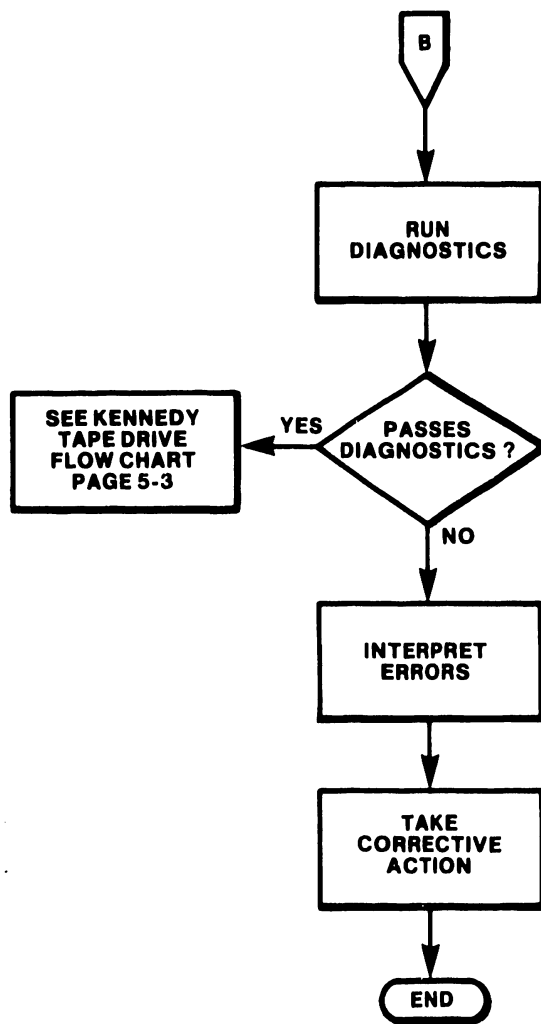 B
RUN
DIAGNOSTICS
PASSES
DIAGNOSTICS ?
YES
SEE KENNEDY
TAPE DRIVE
FLOW CHART
PAGE 5-3
NO
INTERPRET
ERRORS
TAKE
CORRECTIVE
ACTION
END